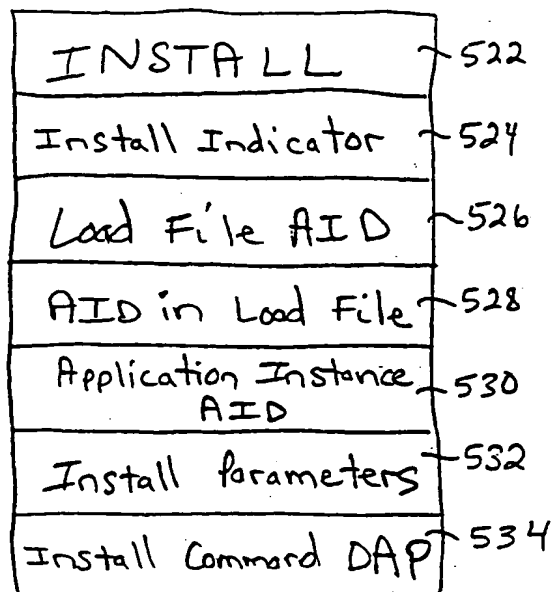 INSTALL 522
Install Indicator 524
Load File AID 526
AID in Load File 528
Application Instance
AID 530
Install Parameters 532
Install Command DAP 534